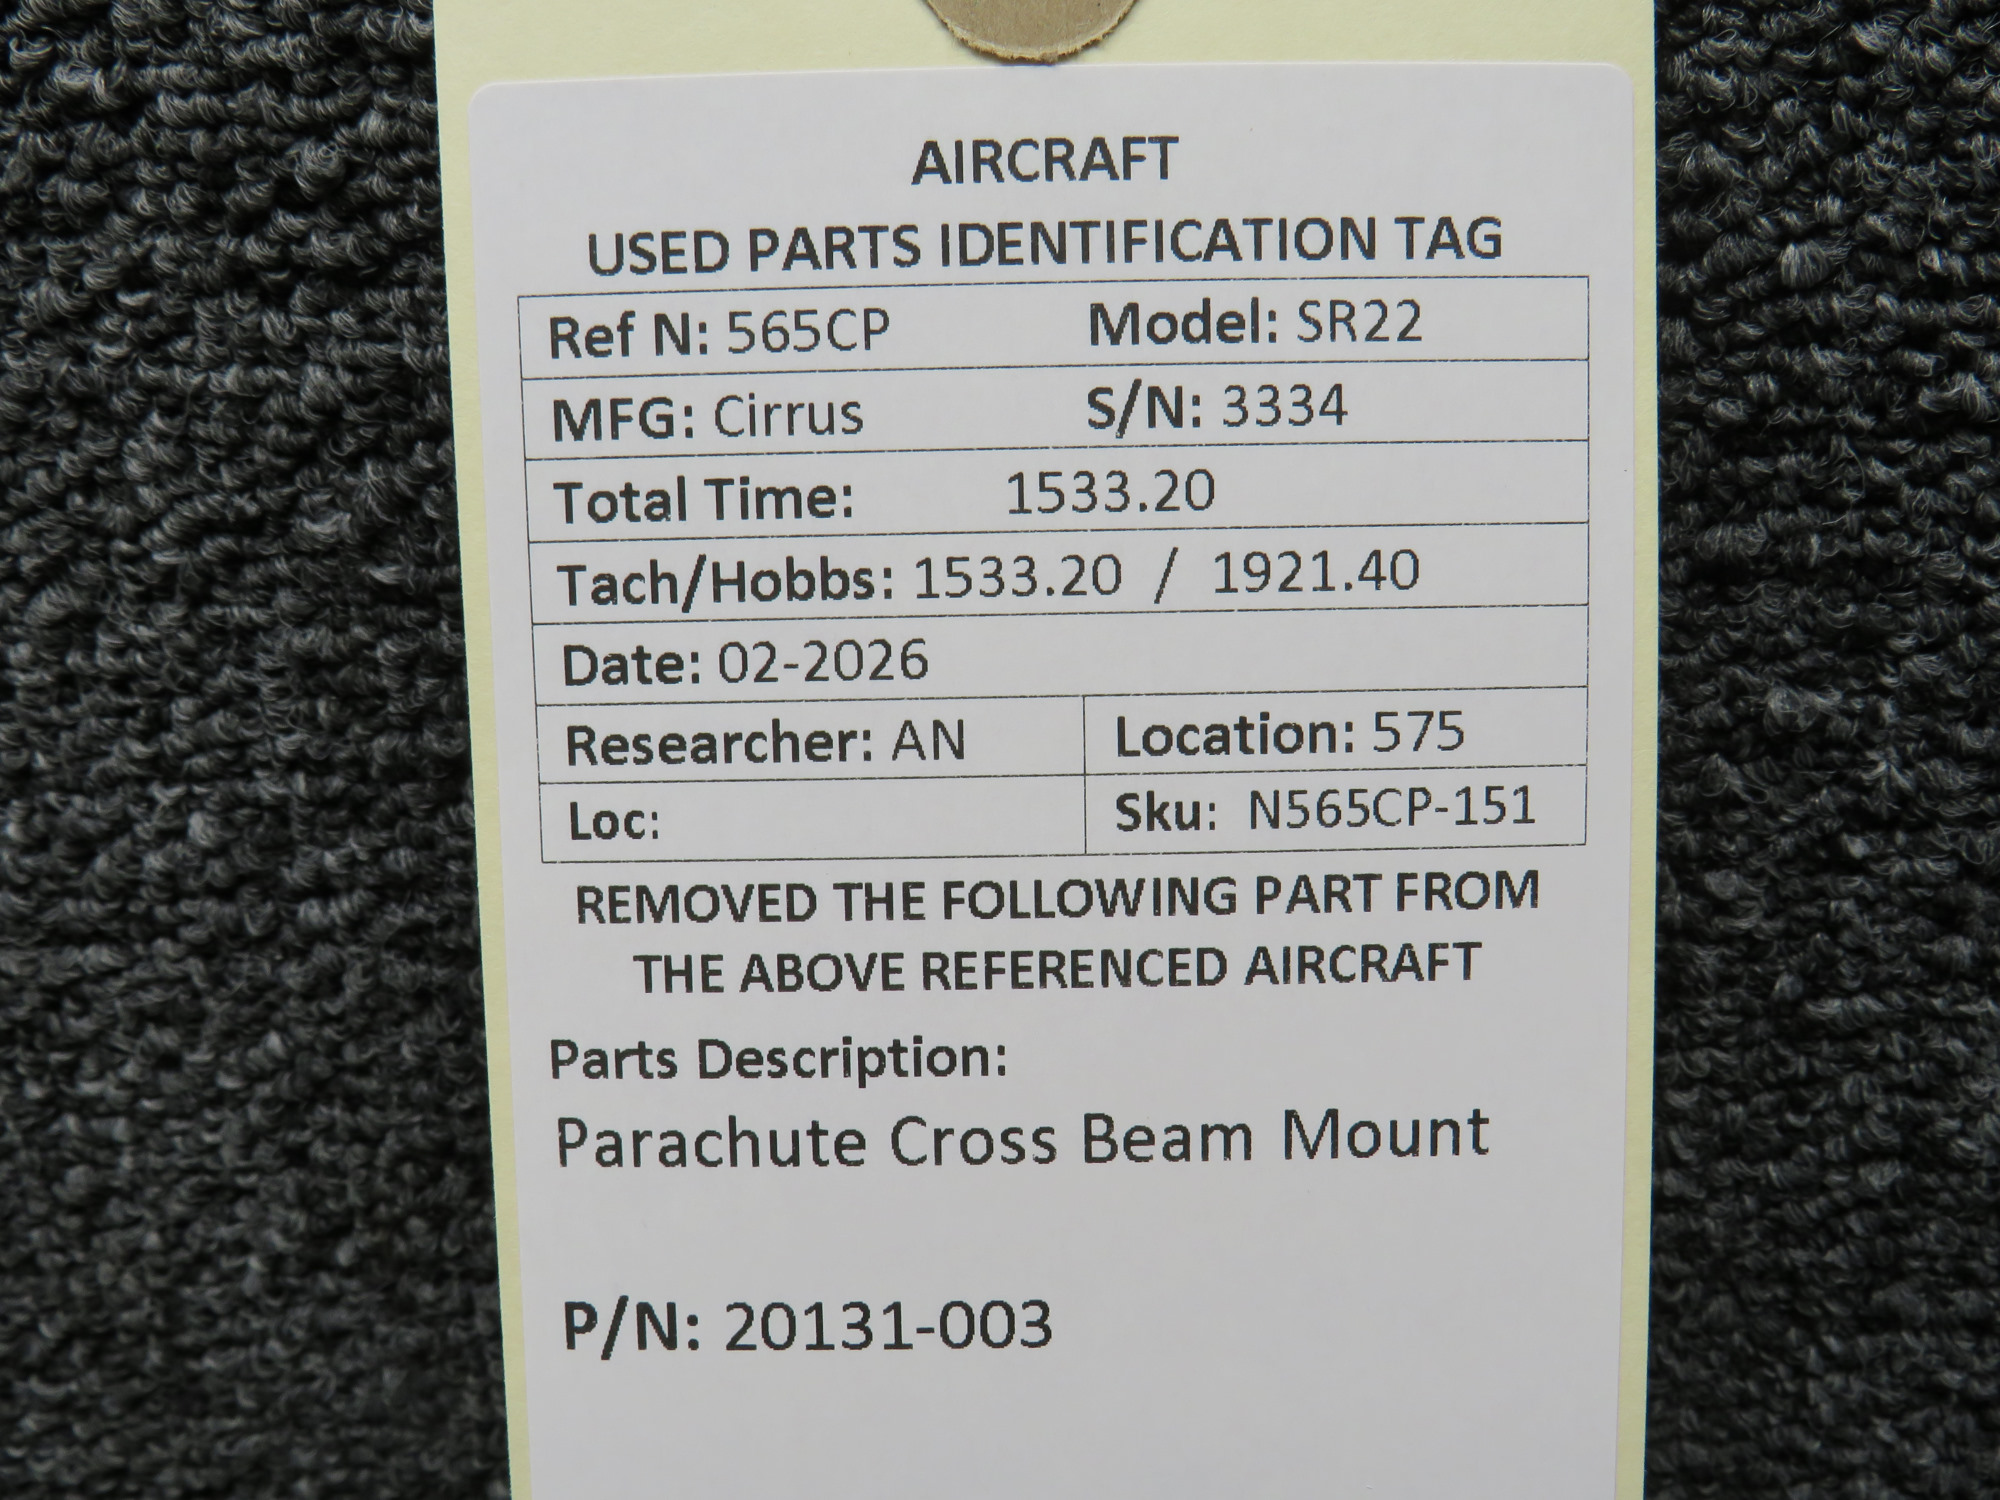 AIRCRAFT
USED PARTS IDENTIFICATION TAG
Ref N: 565CP Model: SR22
MFG: Cirrus S/N: 3334
Total Time: 1533.20
Tach/Hobbs: 1533.20 / 1921.40
Date: 02-2026
Researcher: AN Location: 575
Loc: Sku: N565CP-151
REMOVED THE FOLLOWING PART FROM
THE ABOVE REFERENCED AIRCRAFT
Parts Description:
Parachute Cross Beam Mount
P/N: 20131-003